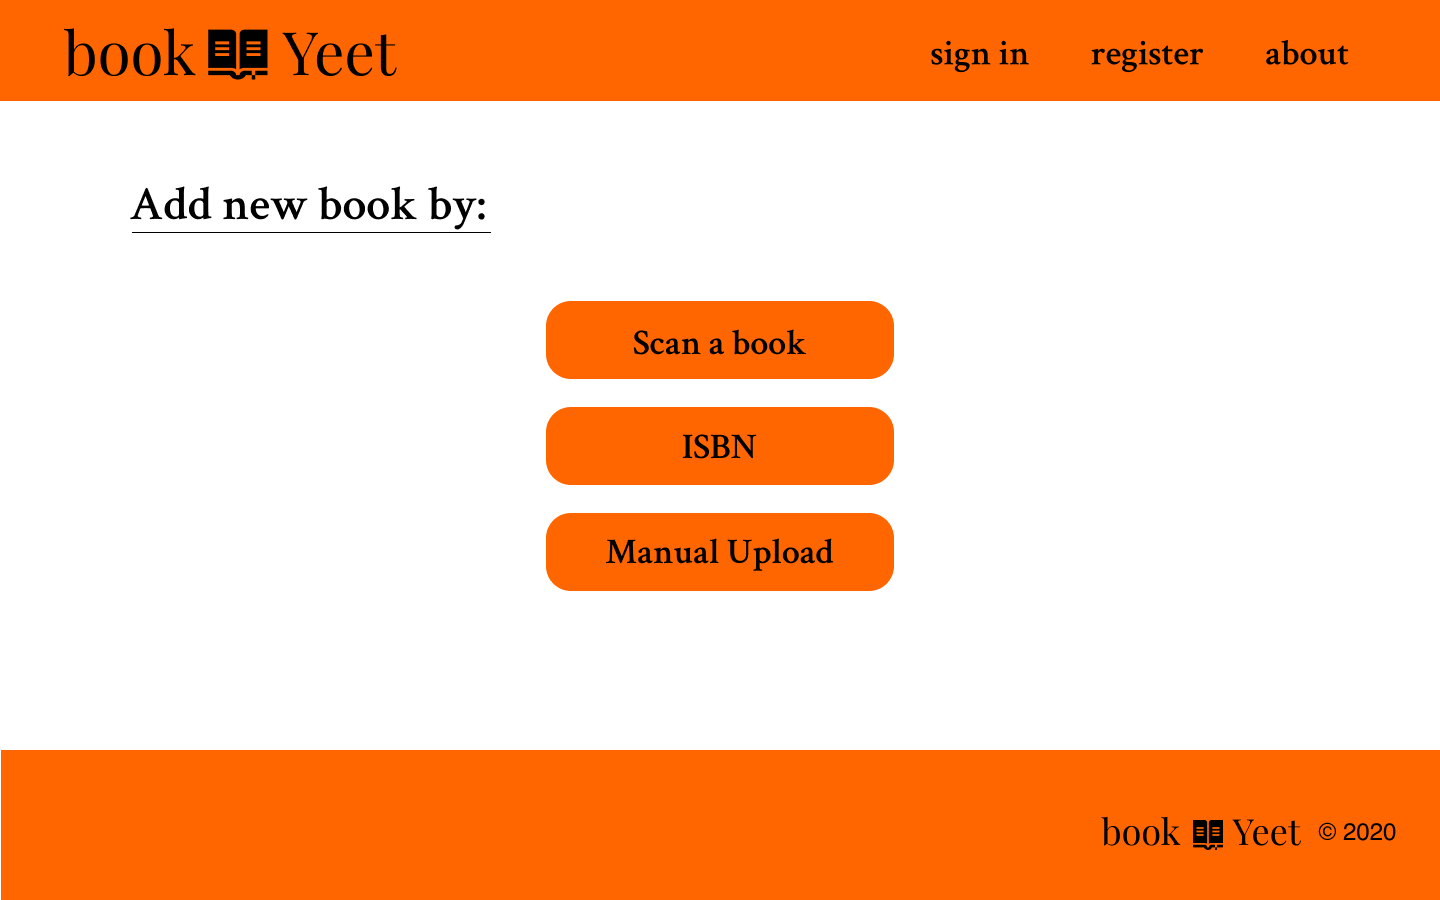 book Yeet
sign in register about
Add new book by:
Scan a book
ISBN
Manual Upload
book Yeet © 2020